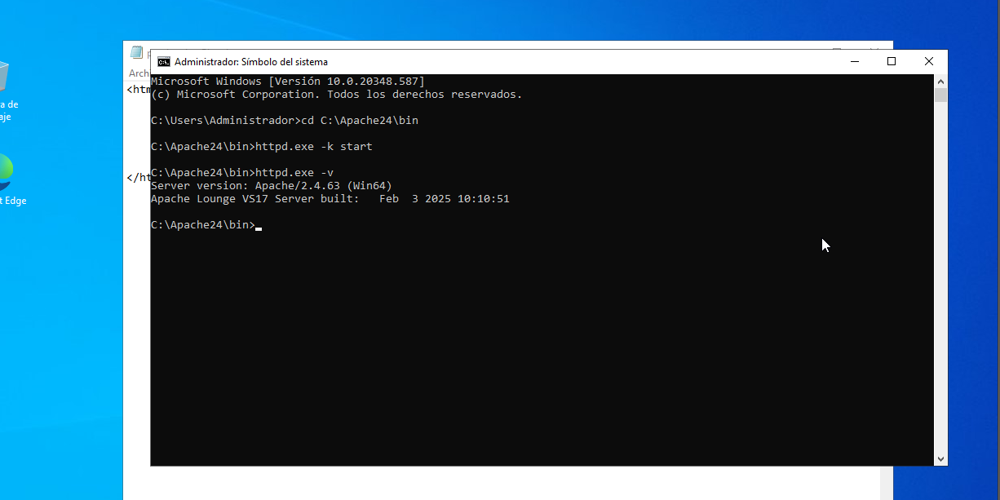 Administrador: Símbolo del sistema
Arch
<htm
Microsoft Windows [Versión 10.0.20348.587]
(c) Microsoft Corporation. Todos los derechos reservados.
a de
aje
C:\Users\Administrador>cd C:\Apache24\bin
C:\Apache24\bin>httpd.exe -k start
C:\Apache24\bin>httpd.exe -v
</ht
Server version: Apache/2.4.63 (Win64)
Apache Lounge VS17 Server built:   Feb  3 2025 10:10:51
t Edge
C:\Apache24\bin>